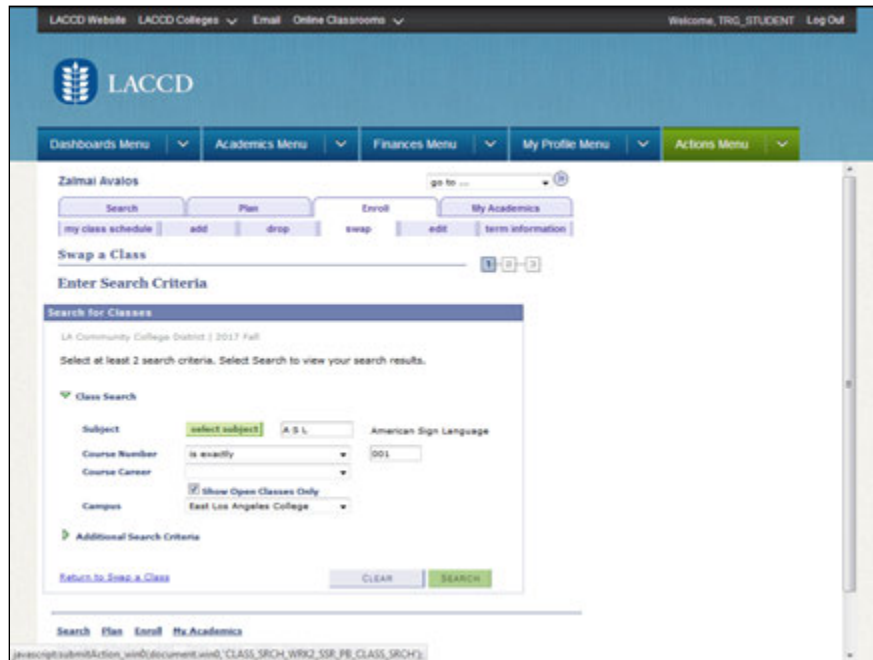 LACCD Website LACCD Colleges Email Online Classrooms Welcome, TRG_STUDENT Log Out
LACCD
Dashboards Menu Academics Menu Finances Menu My Profile Menu Actions Menu
Zalmai Avalos go to ...
Search Plan Enroll My Academics
my class schedule add drop swap edit term information
Swap a Class
1 2 3
Enter Search Criteria
Search for Classes
LA Community College District | 2017 Fall
Select at least 2 search criteria. Select Search to view your search results.
Class Search
Subject select subject A S L American Sign Language
Course Number is exactly 001
Course Career
Show Open Classes Only
Campus East Los Angeles College
Additional Search Criteria
Return to Swap a Class CLEAR SEARCH
Search Plan Enroll My Academics
javascript:submitAction_win0(document.win0,'CLASS_SRCH_WRK2_SSR_PB_CLASS_SRCH');